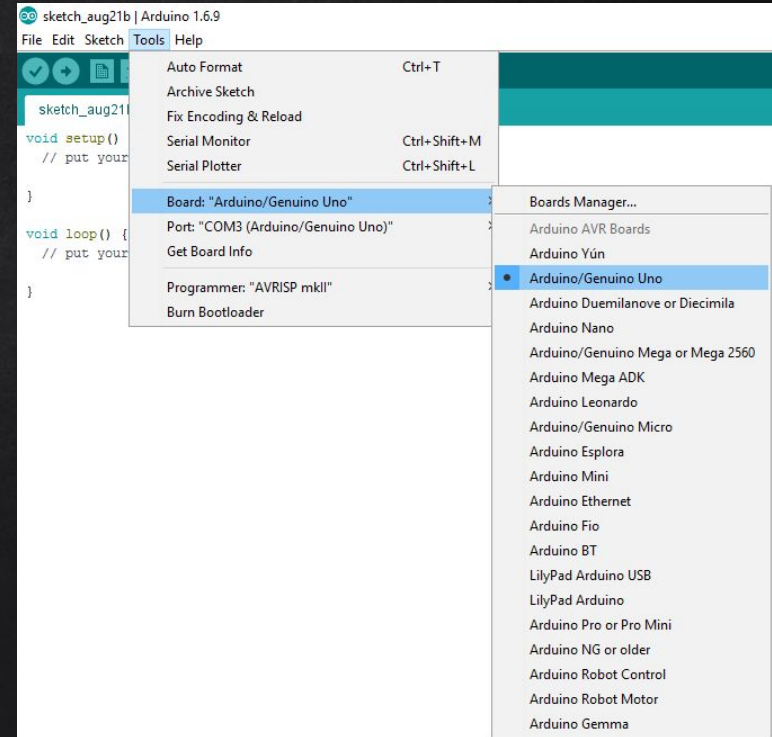 sketch_aug21b | Arduino 1.6.9
File Edit Sketch Tools Help
sketch_aug21
void setup()
// put your
}
void loop() {
// put your
}
Auto Format Ctrl+T
Archive Sketch
Fix Encoding & Reload
Serial Monitor Ctrl+Shift+M
Serial Plotter Ctrl+Shift+L
Board: "Arduino/Genuino Uno"
Port: "COM3 (Arduino/Genuino Uno)"
Get Board Info
Programmer: "AVRISP mkII"
Burn Bootloader
Boards Manager...
Arduino AVR Boards
Arduino Yún
Arduino/Genuino Uno
Arduino Duemilanove or Diecimila
Arduino Nano
Arduino/Genuino Mega or Mega 2560
Arduino Mega ADK
Arduino Leonardo
Arduino/Genuino Micro
Arduino Esplora
Arduino Mini
Arduino Ethernet
Arduino Fio
Arduino BT
LilyPad Arduino USB
LilyPad Arduino
Arduino Pro or Pro Mini
Arduino NG or older
Arduino Robot Control
Arduino Robot Motor
Arduino Gemma